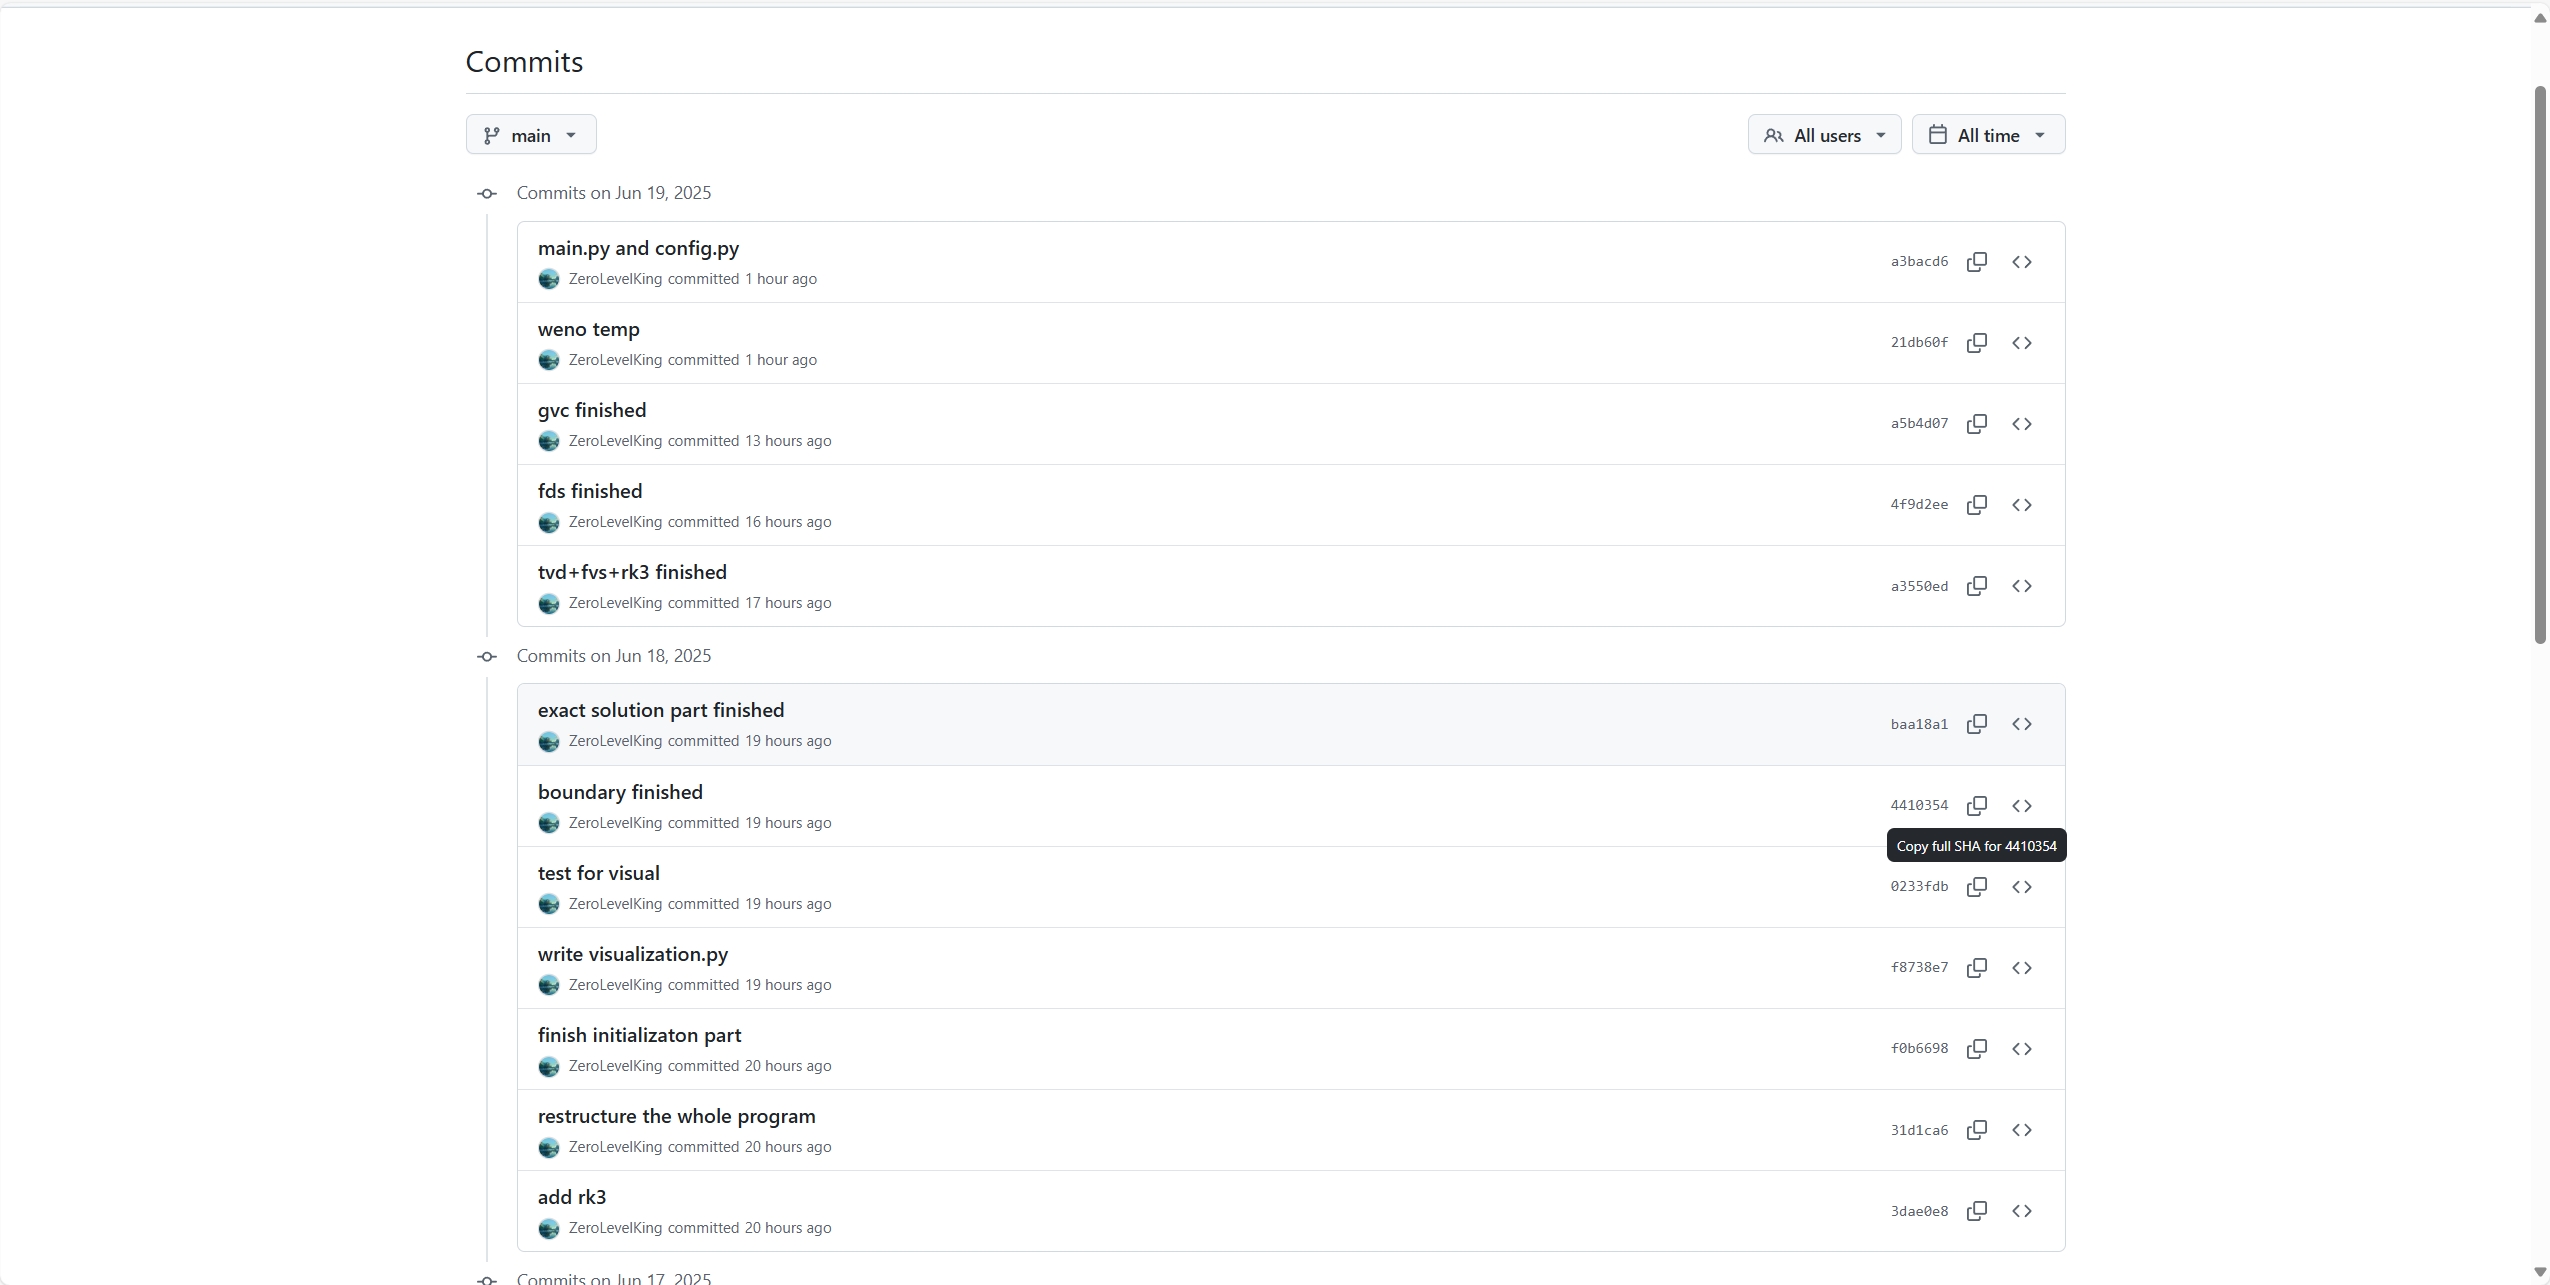 Commits
main
All users
All time
Commits on Jun 19, 2025
main.py and config.py
ZeroLevelKing committed 1 hour ago
a3bacd6
weno temp
ZeroLevelKing committed 1 hour ago
21db60f
gvc finished
ZeroLevelKing committed 13 hours ago
a5b4d07
fds finished
ZeroLevelKing committed 16 hours ago
4f9d2ee
tvd+fvs+rk3 finished
ZeroLevelKing committed 17 hours ago
a3550ed
Commits on Jun 18, 2025
exact solution part finished
ZeroLevelKing committed 19 hours ago
baa18a1
boundary finished
ZeroLevelKing committed 19 hours ago
4410354
Copy full SHA for 4410354
test for visual
ZeroLevelKing committed 19 hours ago
0233fdb
write visualization.py
ZeroLevelKing committed 19 hours ago
f8738e7
finish initializaton part
ZeroLevelKing committed 20 hours ago
f0b6698
restructure the whole program
ZeroLevelKing committed 20 hours ago
31d1ca6
add rk3
ZeroLevelKing committed 20 hours ago
3dae0e8
Commits on Jun 17, 2025